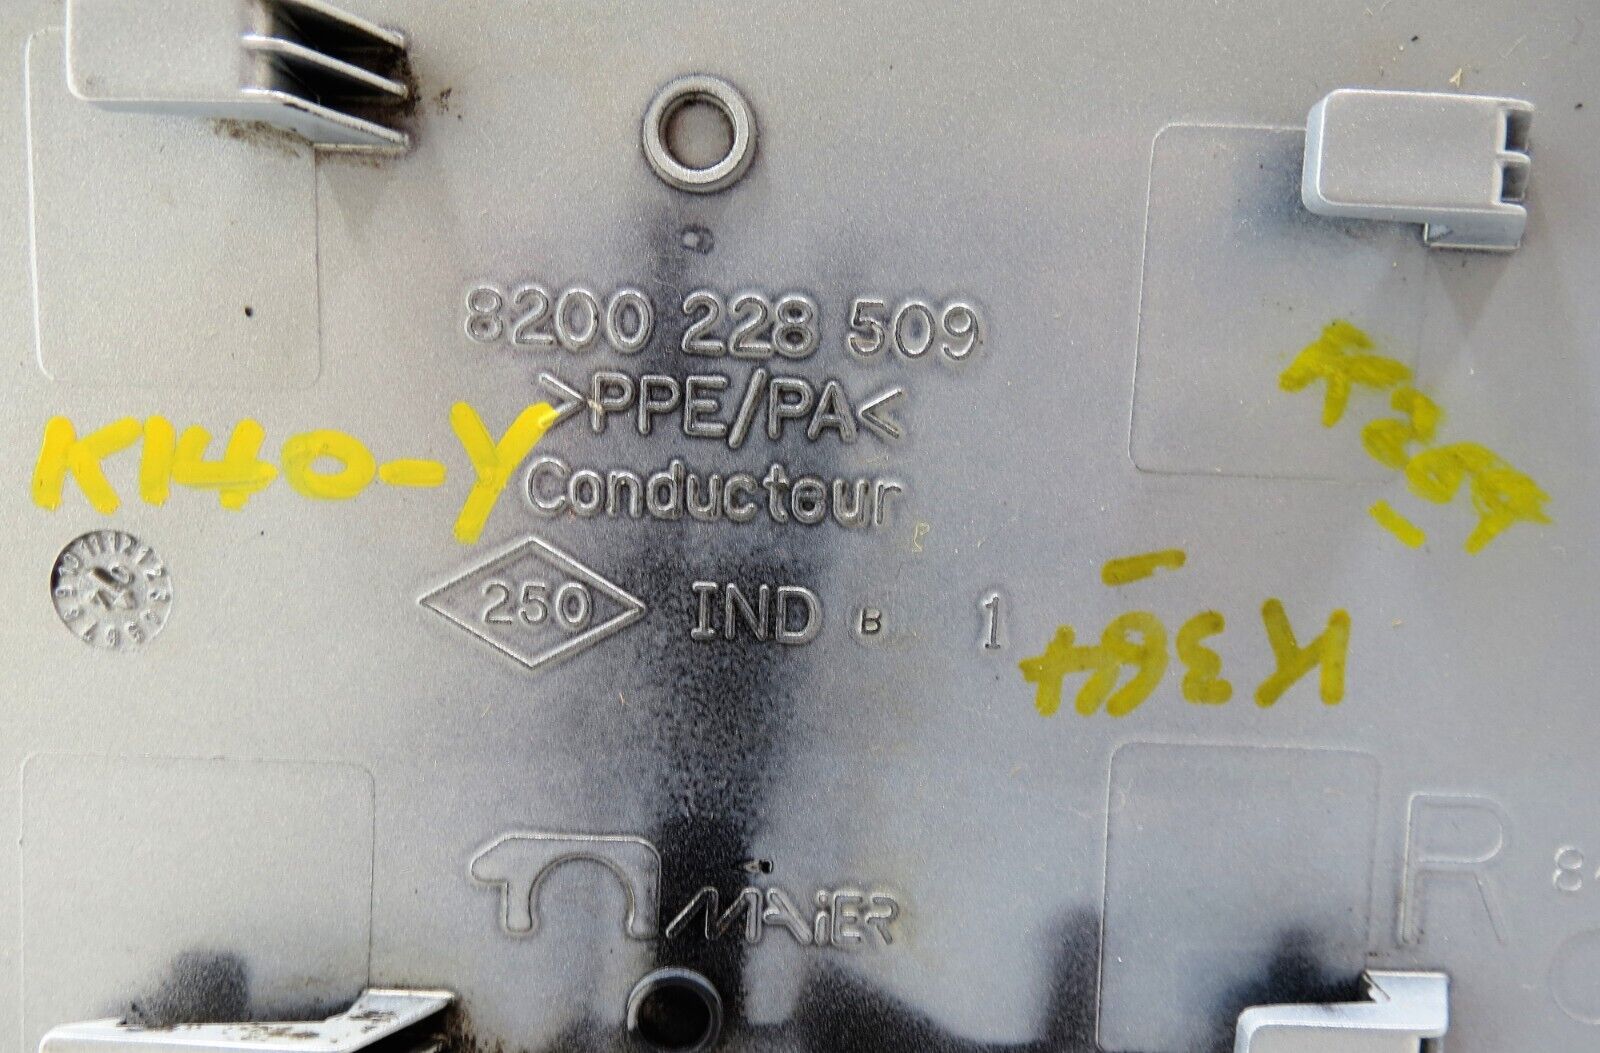 8200 228 509
>PPE/PA<
K140-Y
Conducteur
250 IND B 1
K364
MAiER
R